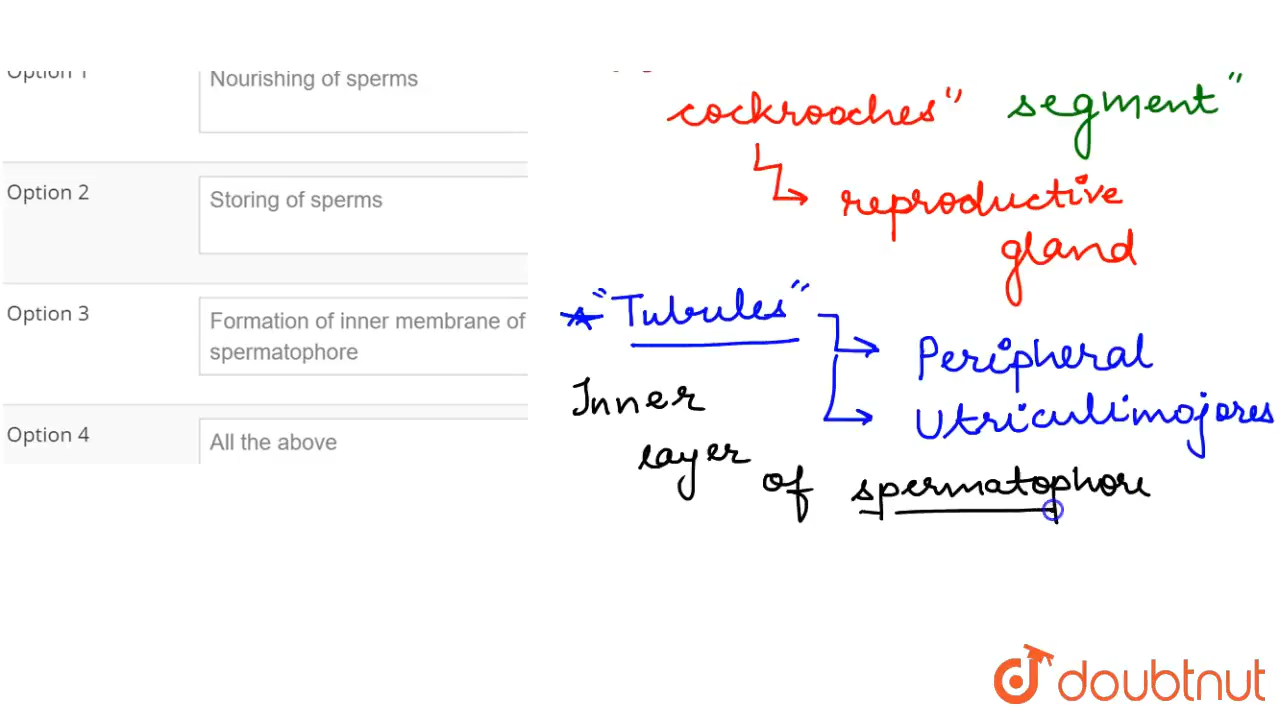 Option 1
Nourishing of sperms
Option 2
Storing of sperms
Option 3
Formation of inner membrane of
spermatophore
Option 4
All the above
cockrooches" segment"
reproductive
gland
"Tubules"
Peripheral
Utriculimojores
Inner
layer
of spermatophore
doubtnut